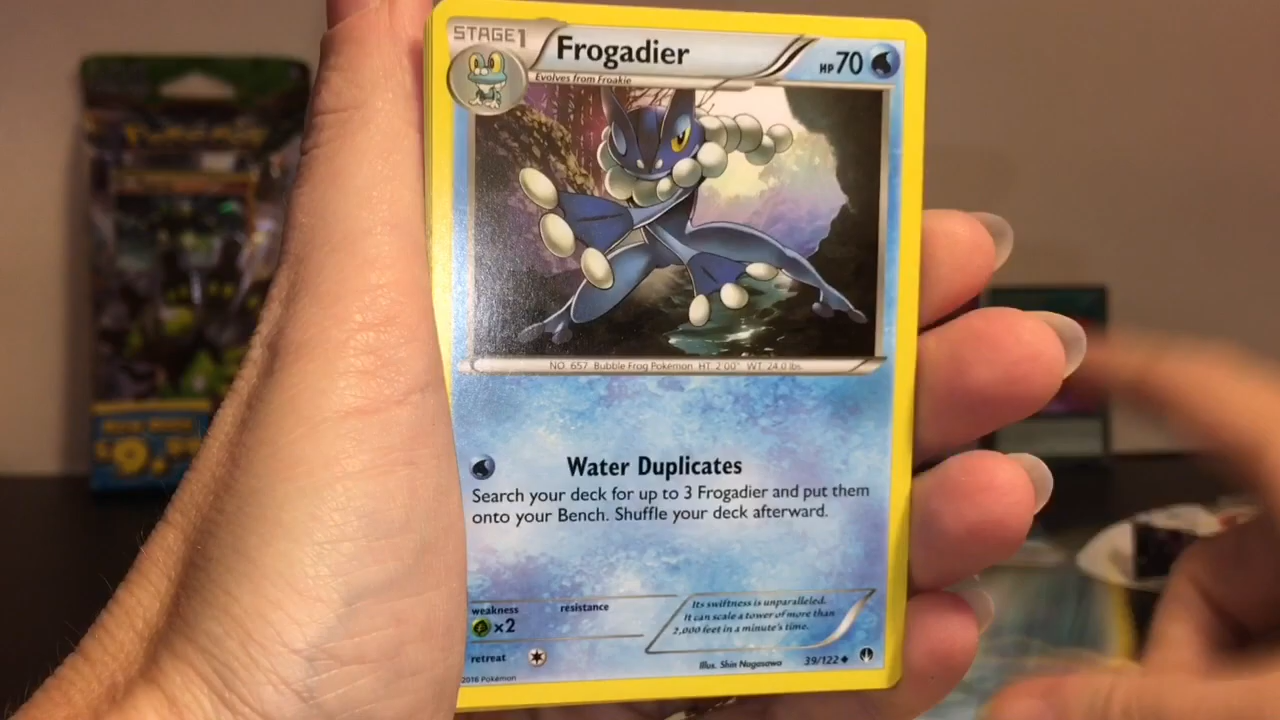 STAGE1
Frogadier
HP70
Evolves from Froakie
NO. 657 Bubble Frog Pokémon HT: 2'00" WT: 24.0 lbs.
Water Duplicates
Search your deck for up to 3 Frogadier and put them
onto your Bench. Shuffle your deck afterward.
weakness
resistance
×2
retreat
Its swiftness is unparalleled.
It can scale a tower of more than
2,000 feet in a minute's time.
Illus. Shin Nagasawa
39/122
2016 Pokémon
Pokémon